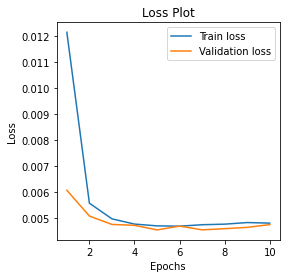 Loss Plot
Train loss
Validation loss
0.012
0.011
0.010
0.009
0.008
0.007
0.006
0.005
Loss
2
4
6
8
10
Epochs